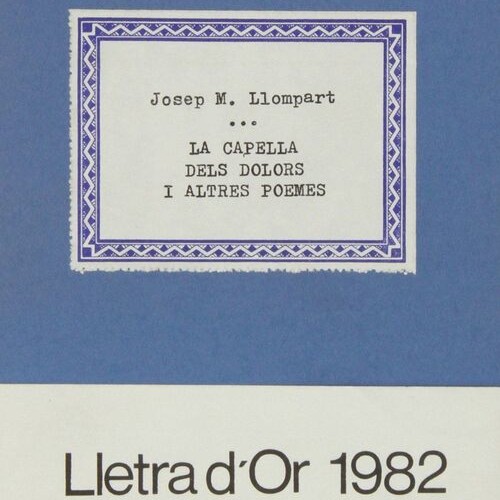 Josep M. Llompart
...
LA CAPELLA
DELS DOLORS
I ALTRES POEMES
Lletra d'Or 1982